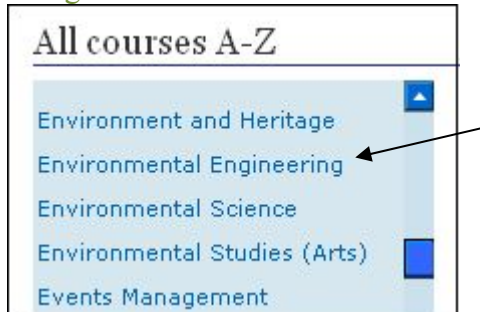 All courses A-Z
Environment and Heritage
Environmental Engineering
Environmental Science
Environmental Studies (Arts)
Events Management